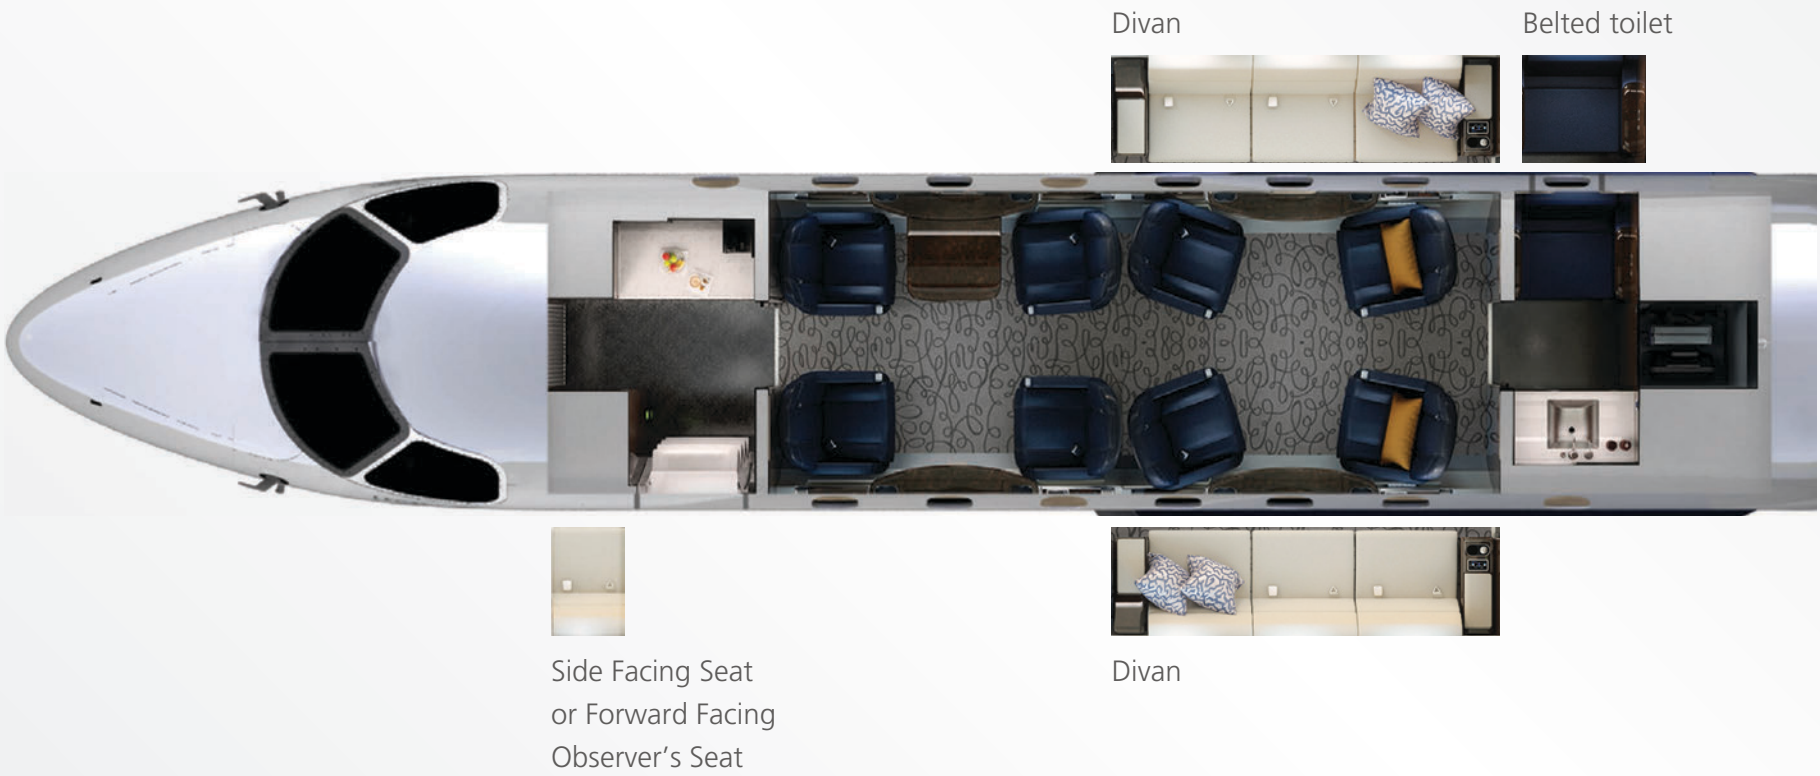 Divan
Belted toilet
Side Facing Seat
or Forward Facing
Observer’s Seat
Divan